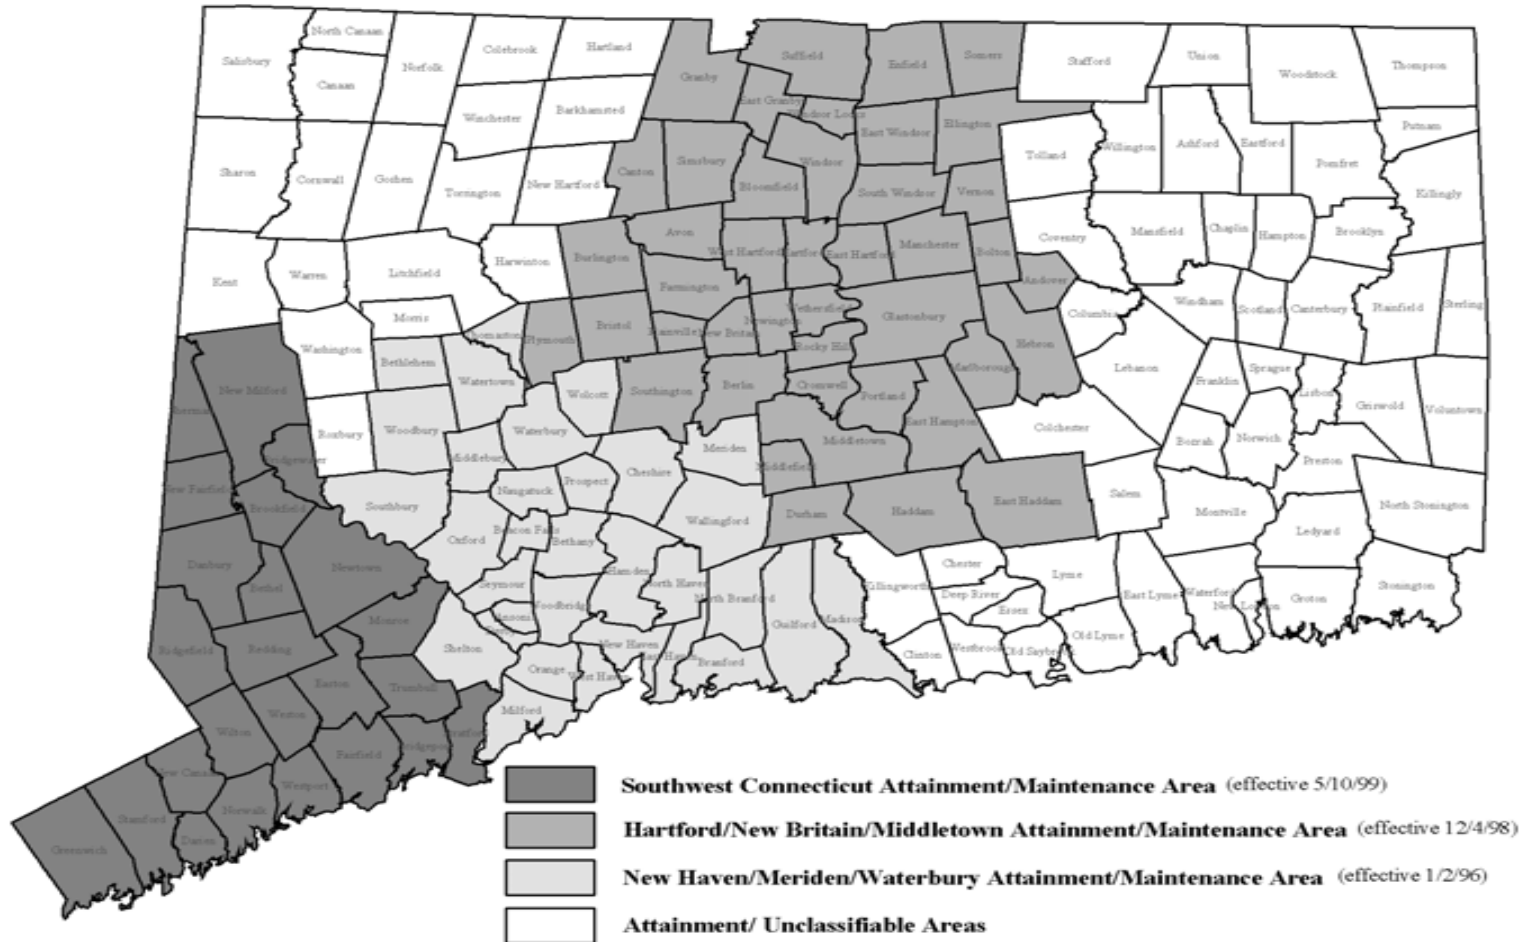 North Canaan
Colebrook
Hartland
Suffield
Enfield
Somers
Stafford
Union
Salisbury
Norfolk
Granby
Woodstock
Thompson
Canaan
East Granby
Windsor Locks
Winchester
Barkhamsted
East Windsor
Ellington
Putnam
Sharon
Cornwall
Goshen
Torrington
New Hartford
Canton
Simsbury
Bloomfield
Windsor
South Windsor
Vernon
Tolland
Willington
Ashford
Eastford
Pomfret
Killingly
Kent
Warren
Litchfield
Harwinton
Burlington
Avon
West Hartford
Hartford
East Hartford
Manchester
Bolton
Coventry
Mansfield
Chaplin
Hampton
Brooklyn
Morris
Farmington
Andover
Columbia
Windham
Scotland
Canterbury
Plainfield
Sterling
Washington
Bethlehem
Watertown
Thomaston
Plymouth
Bristol
Plainville
New Britain
Newington
Wethersfield
Rocky Hill
Glastonbury
Hebron
Lebanon
Franklin
Sprague
Lisbon
Griswold
Voluntown
New Milford
Sherman
Roxbury
Woodbury
Wolcott
Southington
Berlin
Cromwell
Portland
Marlborough
East Hampton
Colchester
Bozrah
Norwich
Preston
Bridgewater
Middlebury
Waterbury
Cheshire
Meriden
Middletown
Middlefield
New Fairfield
Brookfield
Southbury
Naugatuck
Prospect
Wallingford
Durham
Haddam
East Haddam
Salem
Montville
Ledyard
North Stonington
Danbury
Bethel
Newtown
Oxford
Beacon Falls
Bethany
Hamden
North Haven
North Branford
Guilford
Madison
Killingworth
Chester
Deep River
Essex
Lyme
East Lyme
Waterford
New London
Groton
Stonington
Ridgefield
Redding
Monroe
Seymour
Ansonia
Derby
Woodbridge
Shelton
Orange
West Haven
New Haven
East Haven
Branford
Clinton
Westbrook
Old Saybrook
Old Lyme
Wilton
Weston
Easton
Trumbull
Milford
Stratford
Bridgeport
Fairfield
Westport
New Canaan
Norwalk
Stamford
Darien
Greenwich
Southwest Connecticut Attainment/Maintenance Area (effective 5/10/99)
Hartford/New Britain/Middletown Attainment/Maintenance Area (effective 12/4/98)
New Haven/Meriden/Waterbury Attainment/Maintenance Area (effective 1/2/96)
Attainment/ Unclassifiable Areas